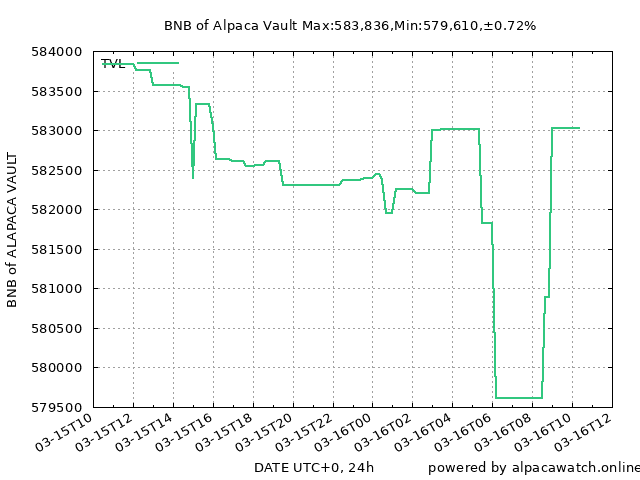 BNB of Alpaca Vault Max:583,836,Min:579,610,±0.72%
584000
TVL
583500
583000
582500
582000
581500
581000
580500
580000
579500
BNB of ALAPACA VAULT
03-15T10
03-15T12
03-15T14
03-15T16
03-15T18
03-15T20
03-15T22
03-16T00
03-16T02
03-16T04
03-16T06
03-16T08
03-16T10
03-16T12
DATE UTC+0, 24h
powered by alpacawatch.online